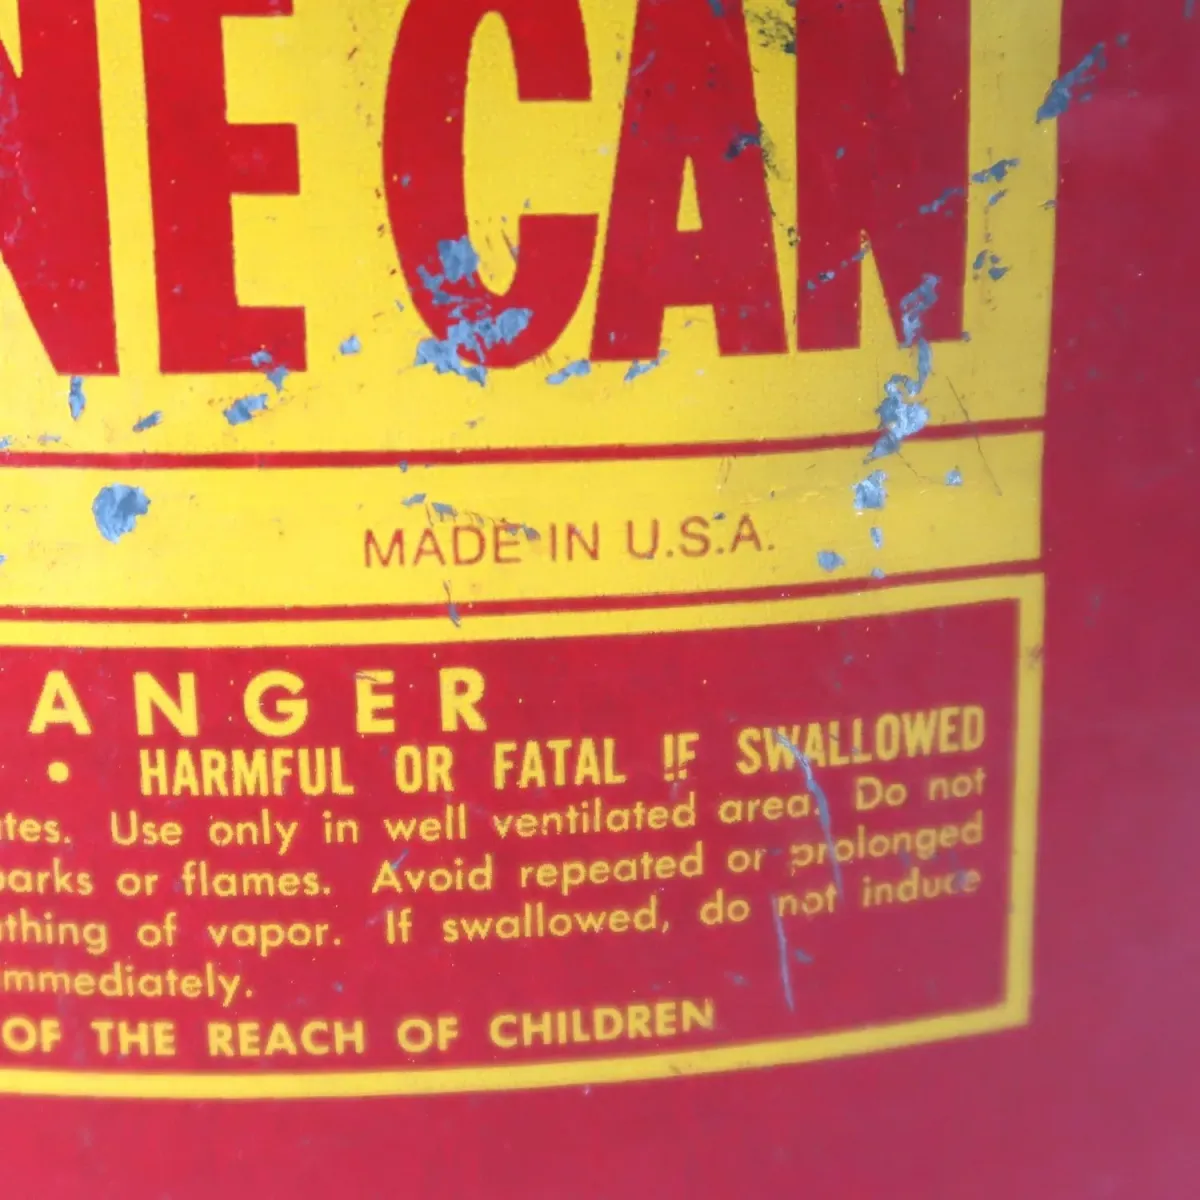 NE CAN
MADE IN U.S.A.
ANGER
• HARMFUL OR FATAL IF SWALLOWED
tes. Use only in well ventilated area. Do not
parks or flames. Avoid repeated or prolonged
thing of vapor. If swallowed, do not induce
mmediately.
OF THE REACH OF CHILDREN